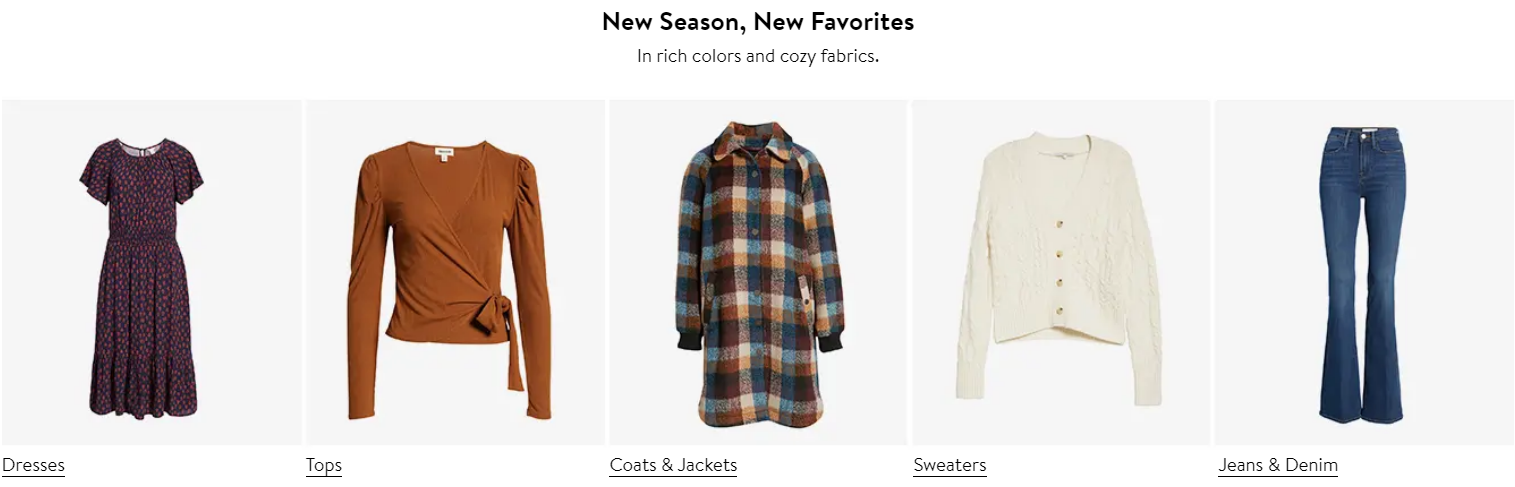 New Season, New Favorites
In rich colors and cozy fabrics.
Dresses
Tops
Coats & Jackets
Sweaters
Jeans & Denim